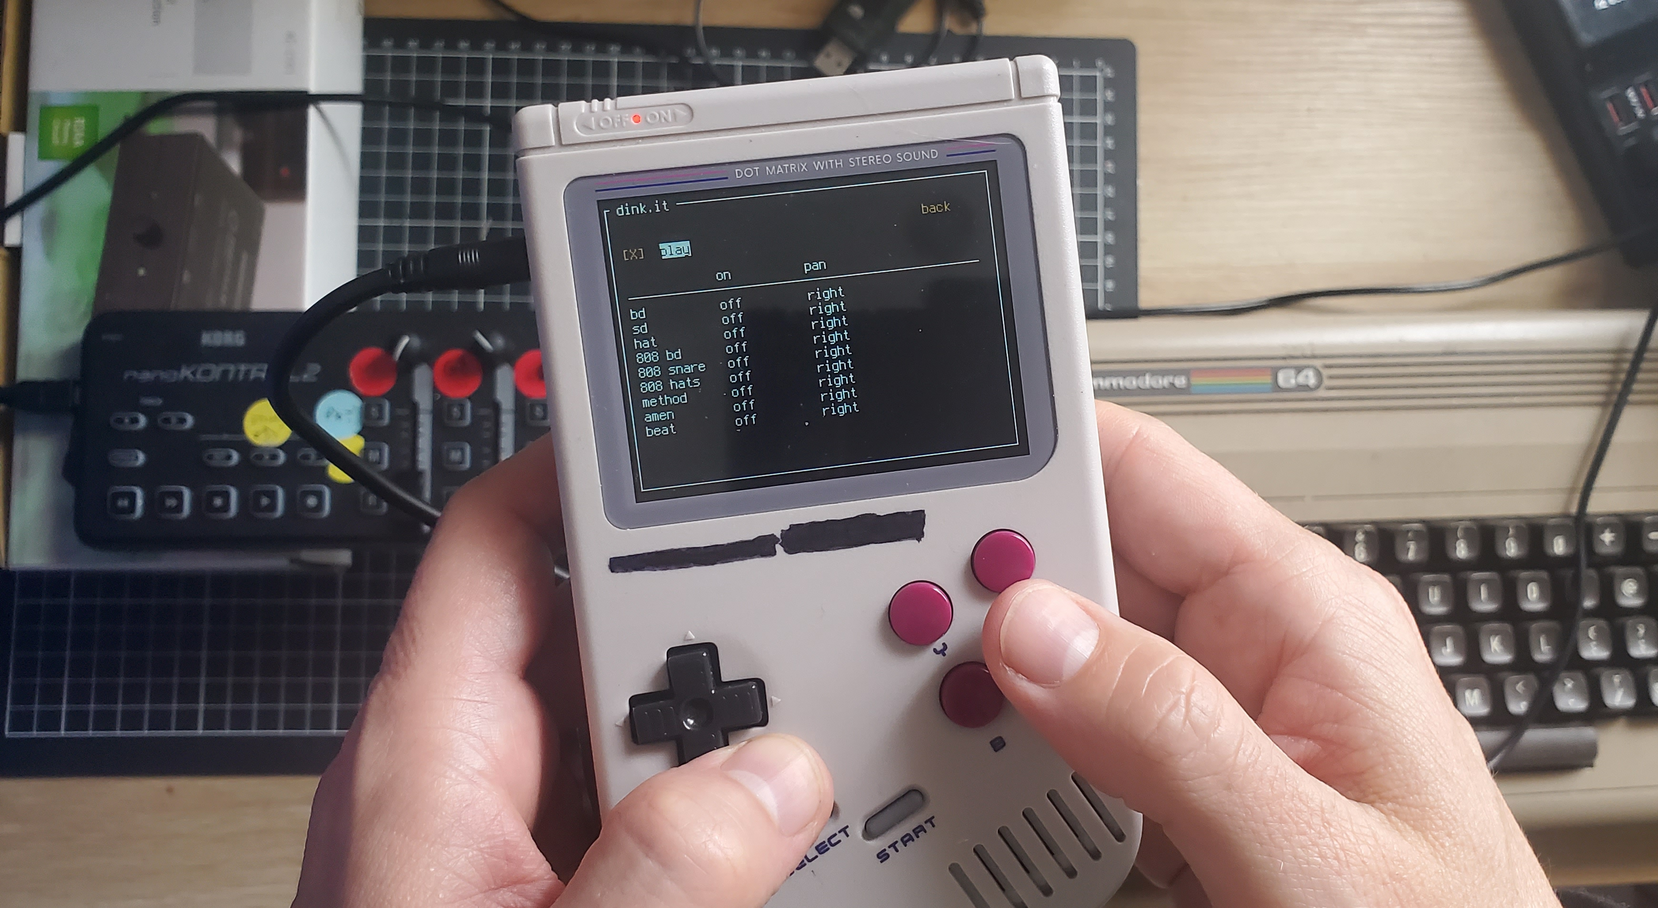 OFF ON
DOT MATRIX WITH STEREO SOUND
dink.it
back
[X] play
on pan
bd off right
sd off right
hat off right
808 bd off right
808 snare off right
808 hats off right
method off right
amen off right
beat off right
KORG
nanoKONTROL2
mmodore 64
Y
B
START
U I O @
J K L
M